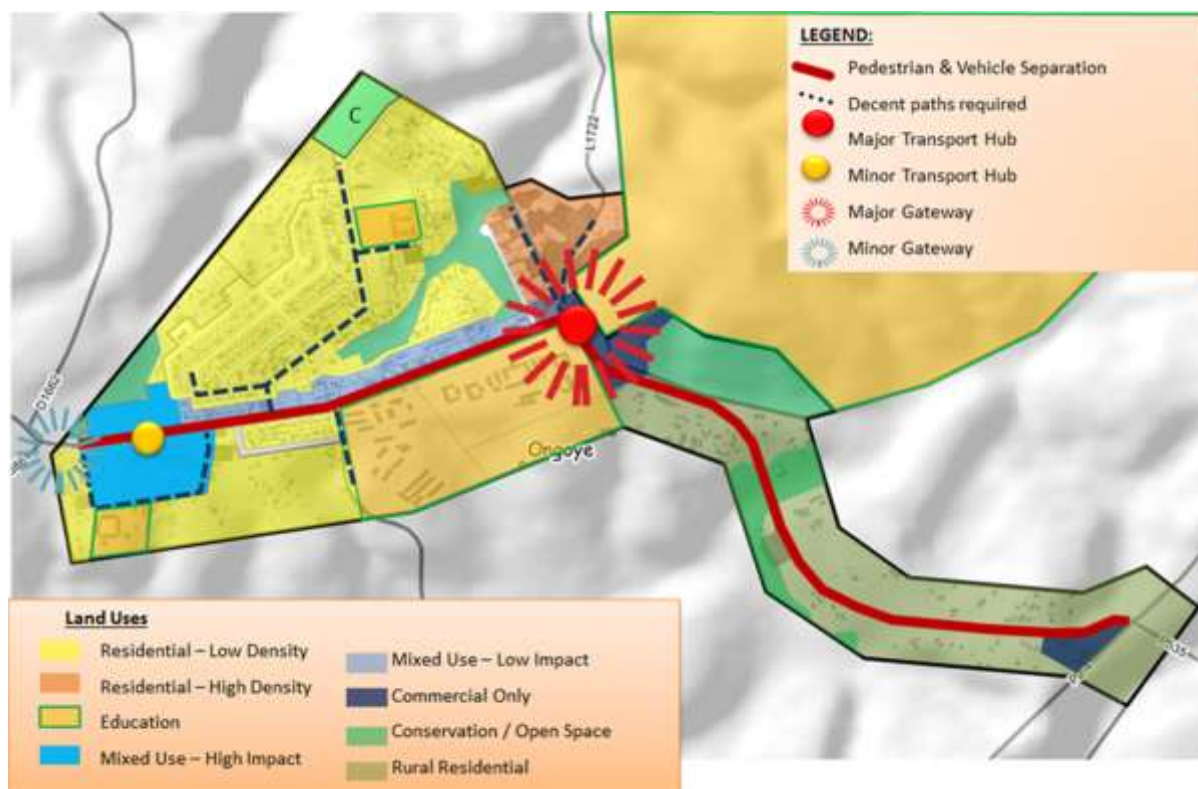 LEGEND:
Pedestrian & Vehicle Separation
Decent paths required
Major Transport Hub
Minor Transport Hub
Major Gateway
Minor Gateway
C
L1722
D1662
Ongoye
Land Uses
Residential – Low Density
Residential – High Density
Education
Mixed Use – High Impact
Mixed Use – Low Impact
Commercial Only
Conservation / Open Space
Rural Residential